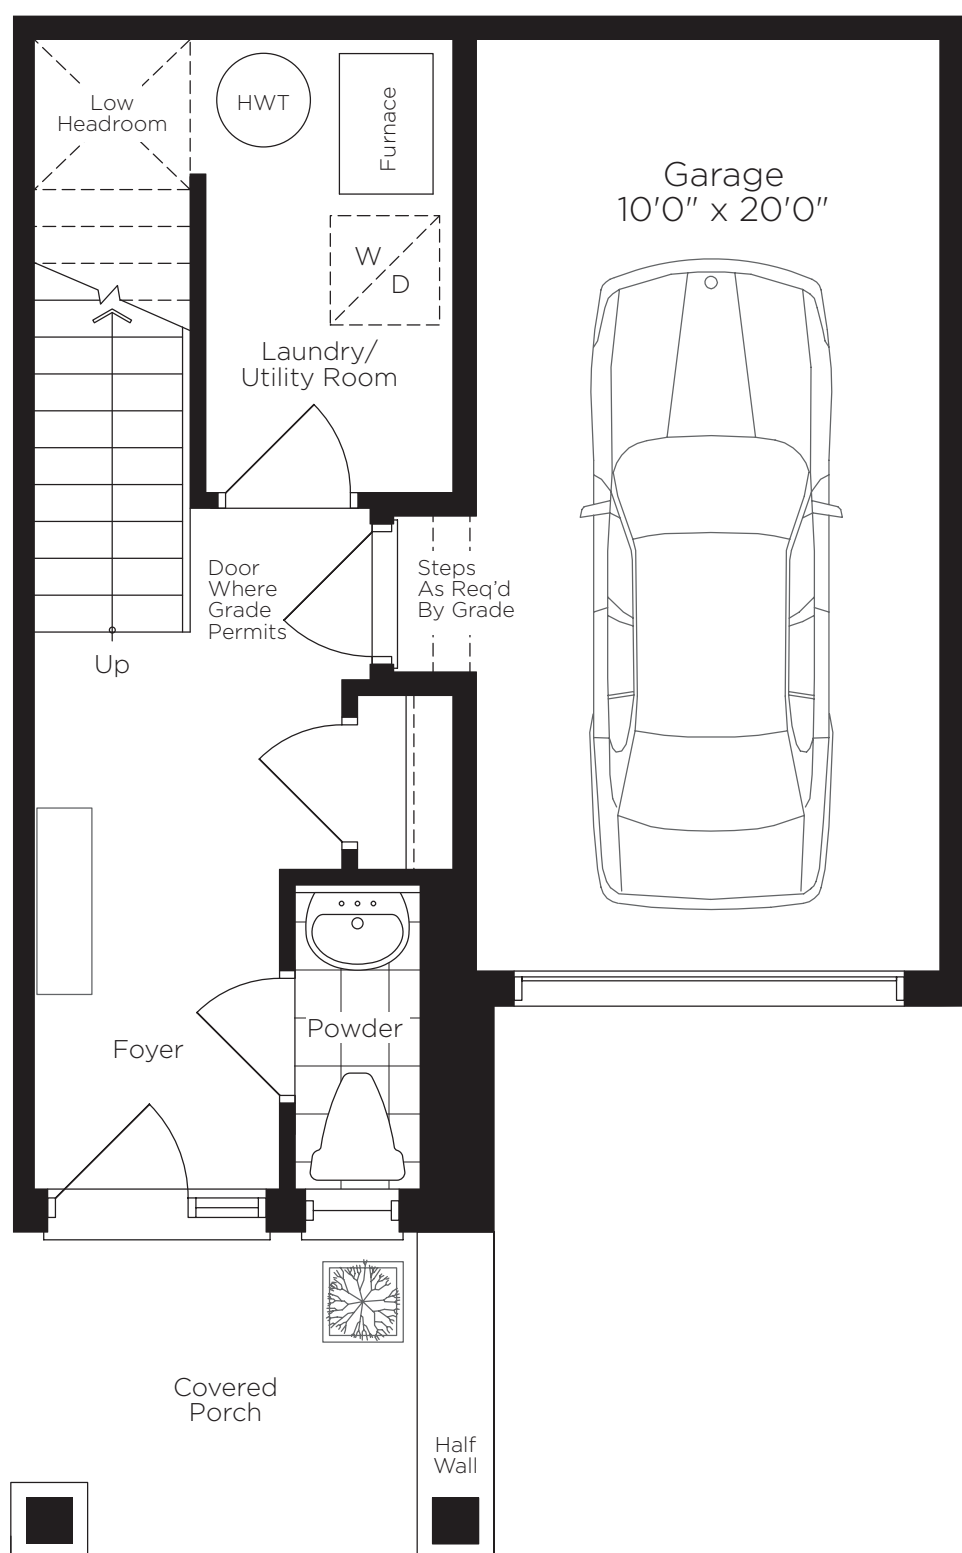 Low
Headroom
HWT
Furnace
Garage
10'0" x 20'0"
W
D
Laundry/
Utility Room
Door
Where
Grade
Permits
Steps
As Req'd
By Grade
Up
Powder
Foyer
Covered
Porch
Half
Wall